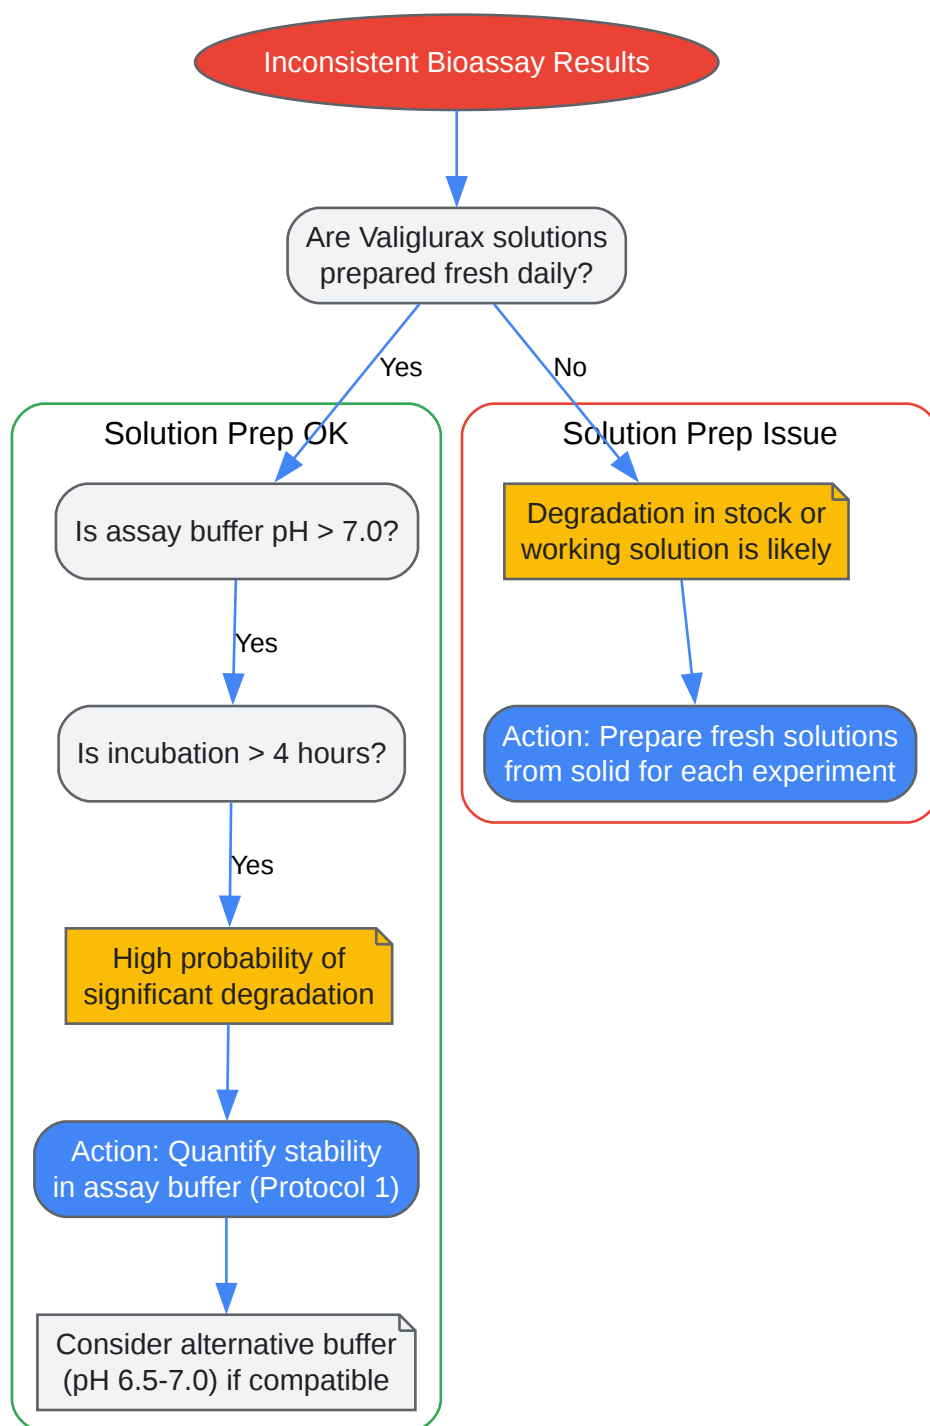 Inconsistent Bioassay Results
Are Valiglurax solutions
prepared fresh daily?
Yes
No
Solution Prep OK
Is assay buffer pH > 7.0?
Yes
Is incubation > 4 hours?
Yes
High probability of
significant degradation
Action: Quantify stability
in assay buffer (Protocol 1)
Consider alternative buffer
(pH 6.5-7.0) if compatible
Solution Prep Issue
Degradation in stock or
working solution is likely
Action: Prepare fresh solutions
from solid for each experiment